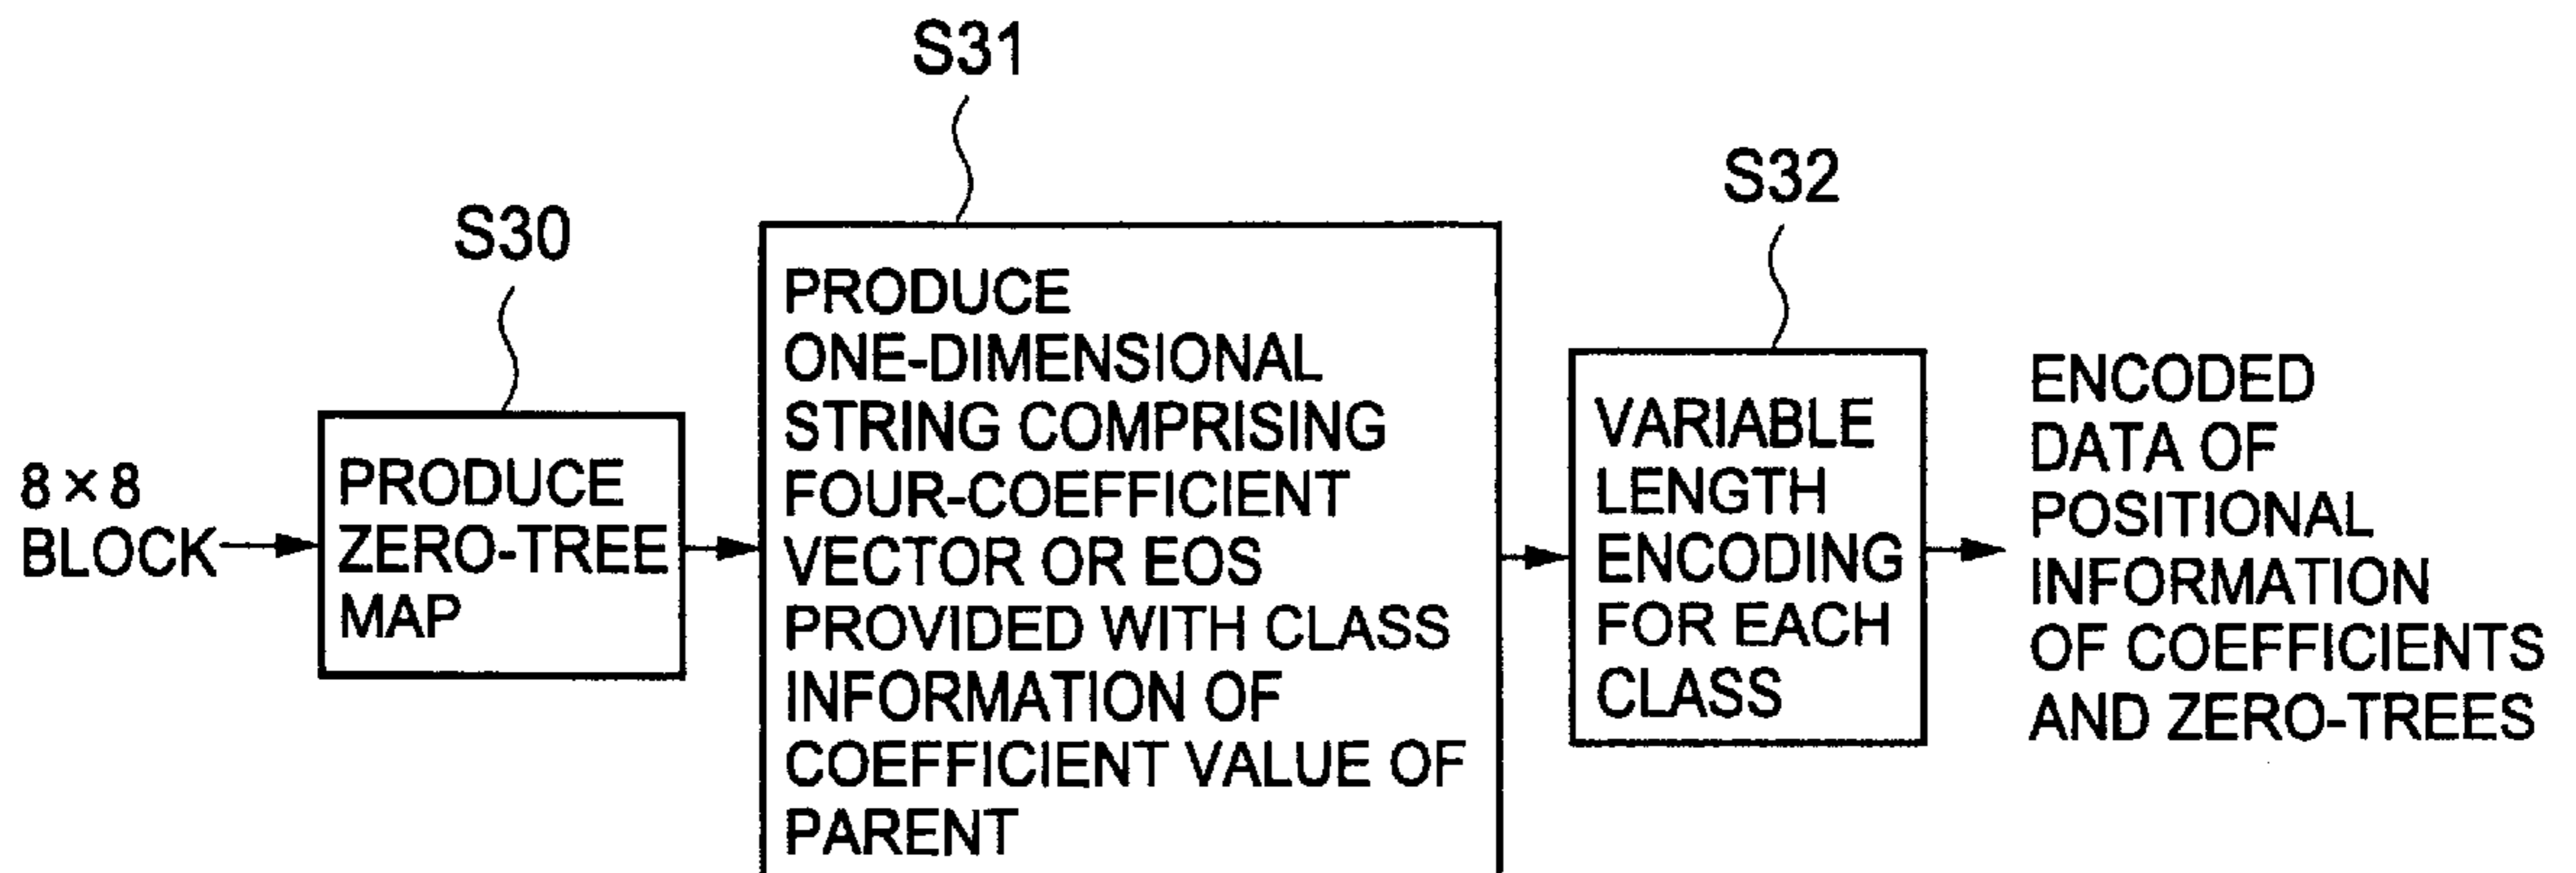 S31
S32
S30
8 × 8
BLOCK
PRODUCE
ZERO-TREE
MAP
PRODUCE
ONE-DIMENSIONAL
STRING COMPRISING
FOUR-COEFFICIENT
VECTOR OR EOS
PROVIDED WITH CLASS
INFORMATION OF
COEFFICIENT VALUE OF
PARENT
VARIABLE
LENGTH
ENCODING
FOR EACH
CLASS
ENCODED
DATA OF
POSITIONAL
INFORMATION
OF COEFFICIENTS
AND ZERO-TREES